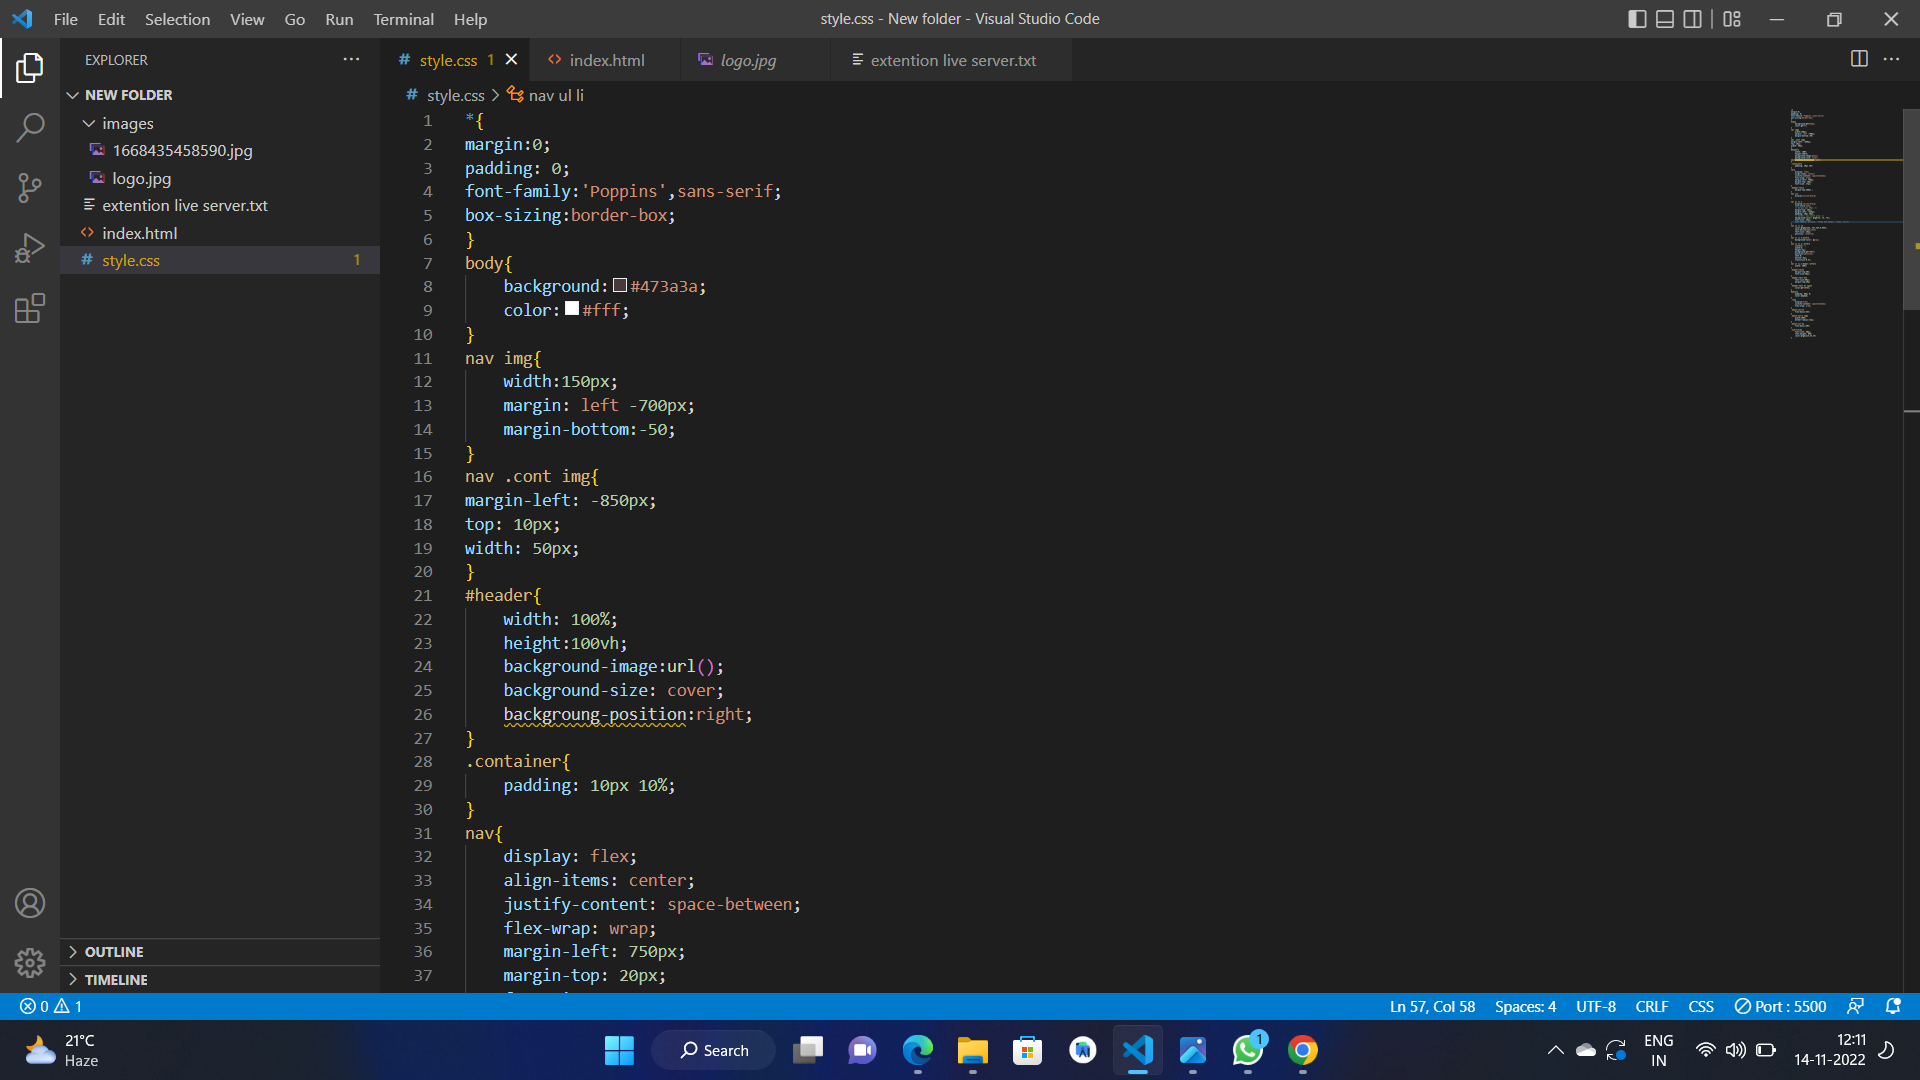 File Edit Selection View Go Run Terminal Help
style.css - New folder - Visual Studio Code
EXPLORER
NEW FOLDER
images
1668435458590.jpg
logo.jpg
extention live server.txt
index.html
style.css 1
OUTLINE
TIMELINE
# style.css 1
index.html
logo.jpg
extention live server.txt
# style.css > nav ul li
1 *{
2 margin:0;
3 padding: 0;
4 font-family:'Poppins',sans-serif;
5 box-sizing:border-box;
6 }
7 body{
8 background:#473a3a;
9 color:#fff;
10 }
11 nav img{
12 width:150px;
13 margin: left -700px;
14 margin-bottom:-50;
15 }
16 nav .cont img{
17 margin-left: -850px;
18 top: 10px;
19 width: 50px;
20 }
21 #header{
22 width: 100%;
23 height:100vh;
24 background-image:url();
25 background-size: cover;
26 backgroung-position:right;
27 }
28 .container{
29 padding: 10px 10%;
30 }
31 nav{
32 display: flex;
33 align-items: center;
34 justify-content: space-between;
35 flex-wrap: wrap;
36 margin-left: 750px;
37 margin-top: 20px;
0 1
Ln 57, Col 58 Spaces: 4 UTF-8 CRLF CSS Port : 5500
21°C
Haze
Search
1
ENG
IN
12:11
14-11-2022